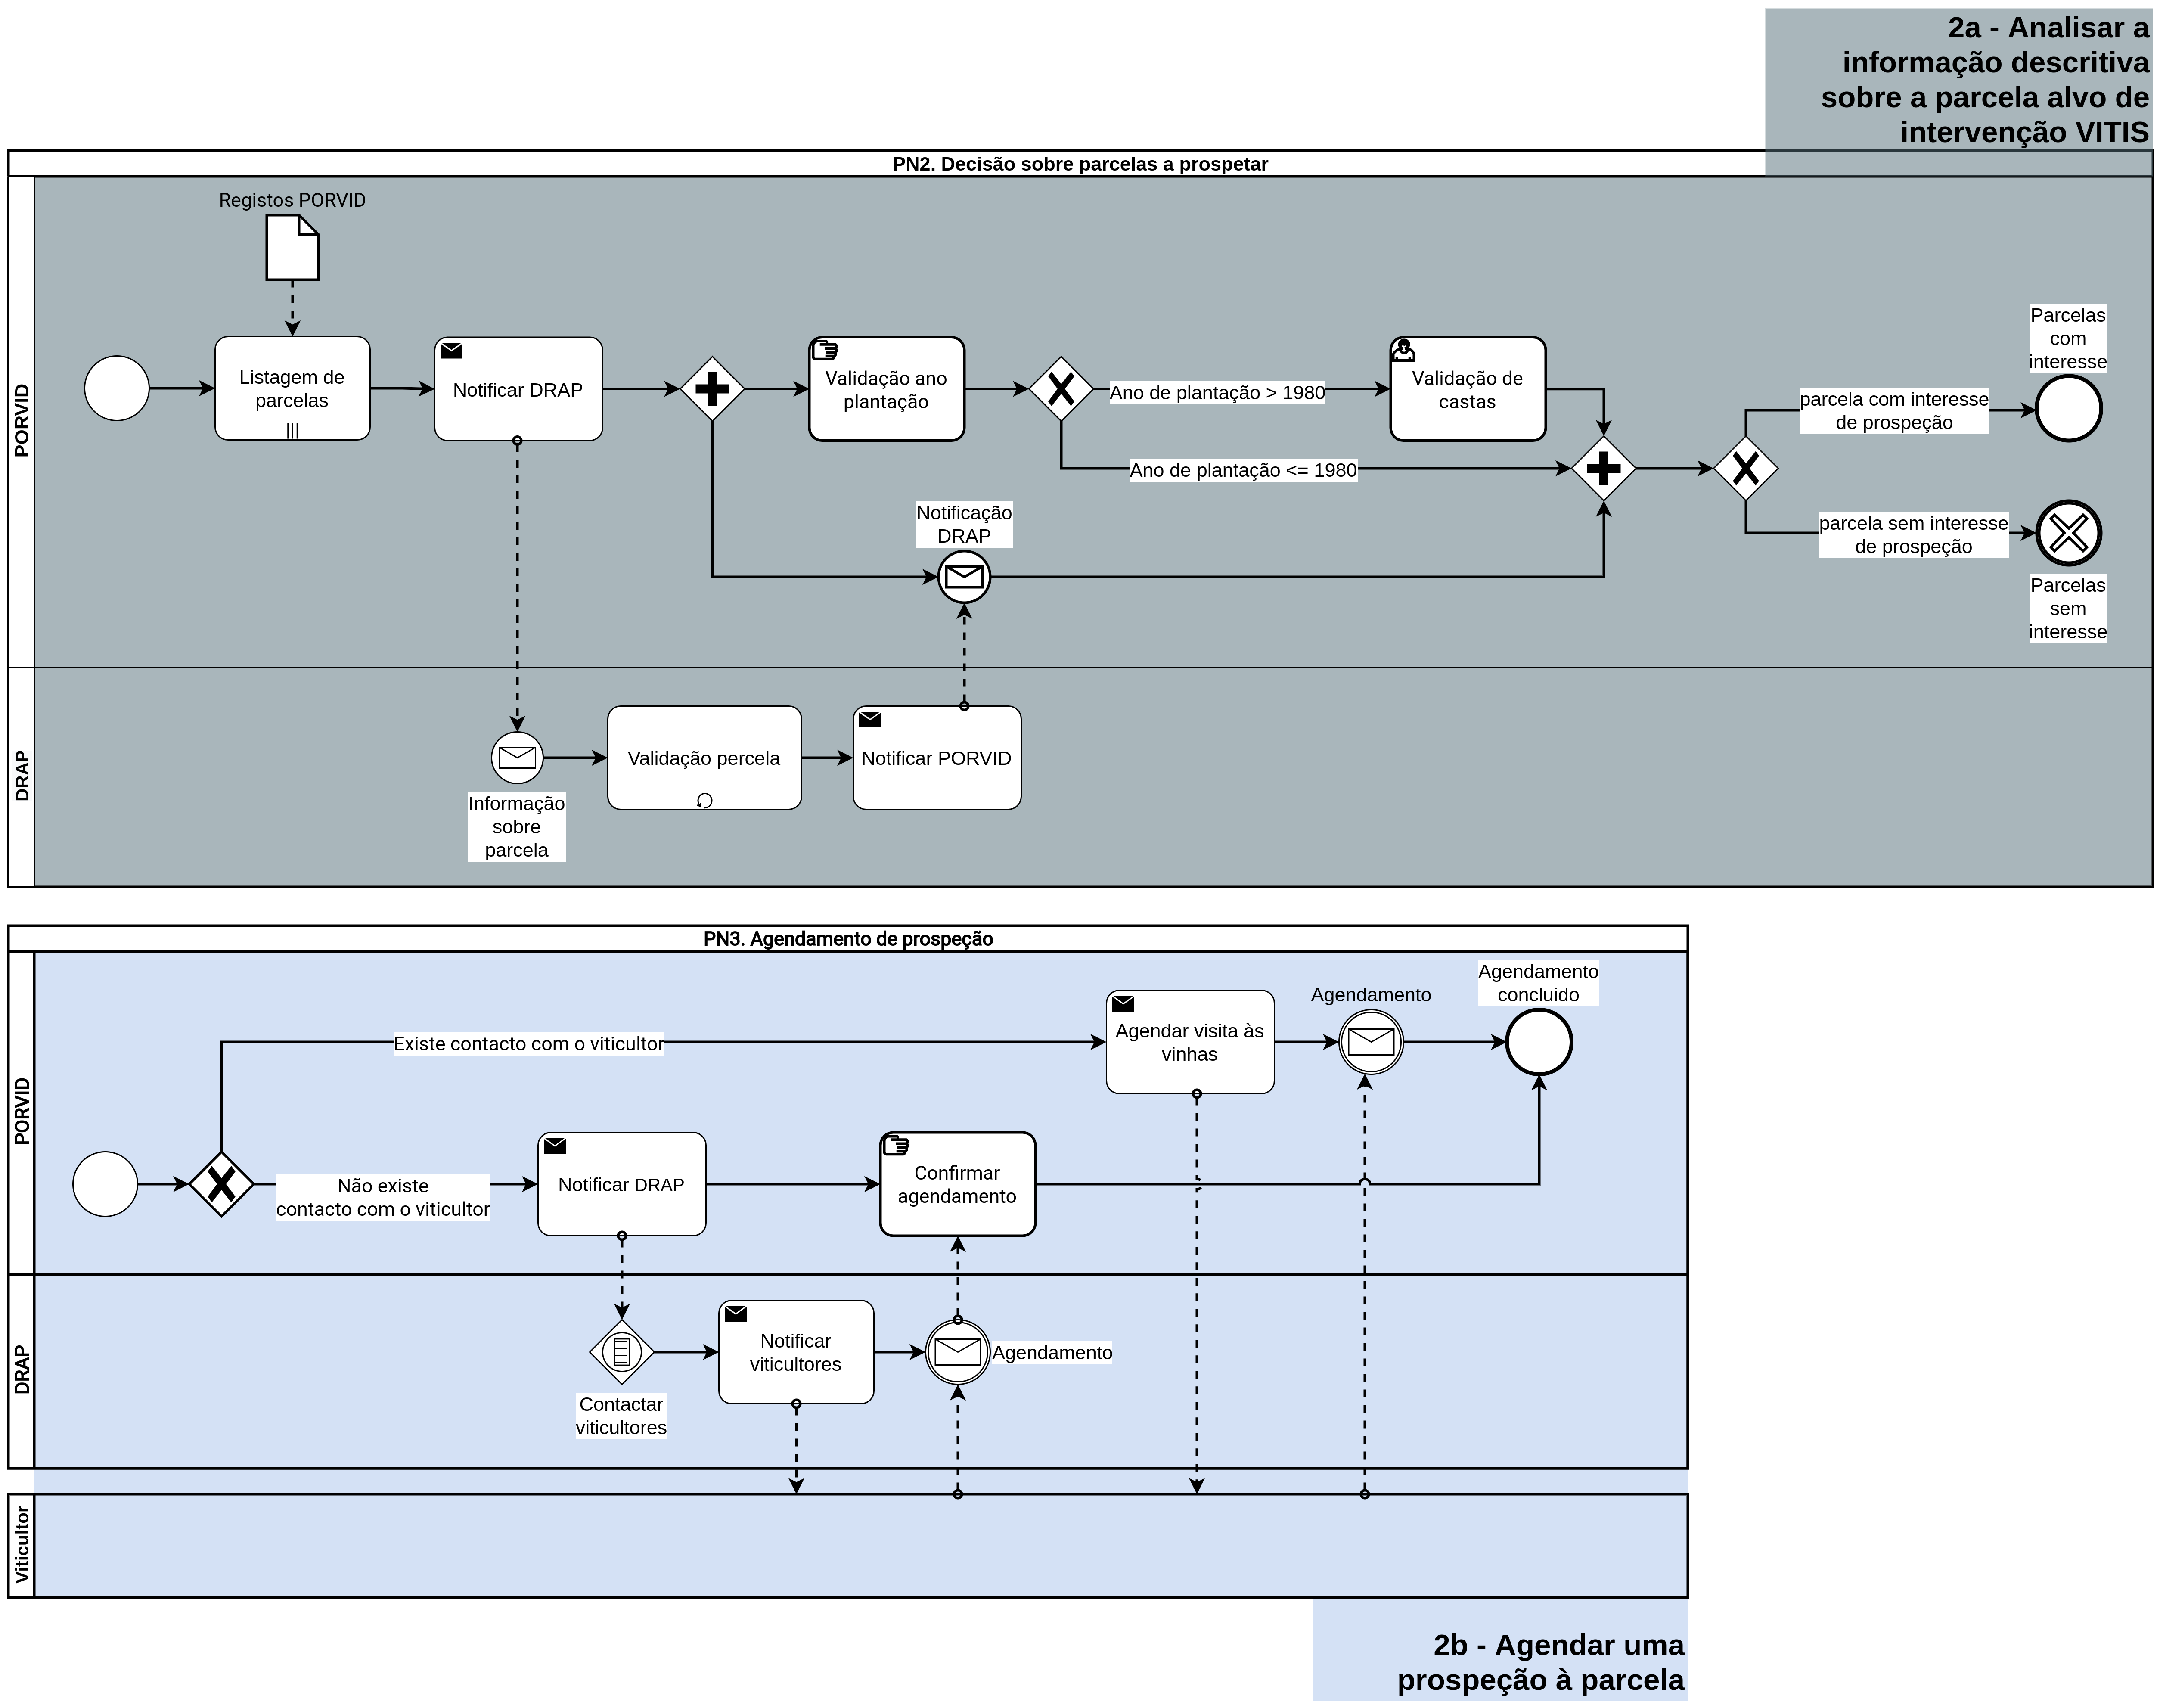 2a - Analisar a
informação descritiva
sobre a parcela alvo de
intervenção VITIS
PN2. Decisão sobre parcelas a prospetar
PORVID
Registos PORVID
Listagem de
parcelas
Notificar DRAP
Validação ano
plantação
Ano de plantação > 1980
Ano de plantação <= 1980
Validação de
castas
Notificação
DRAP
parcela com interesse
de prospeção
Parcelas
com
interesse
parcela sem interesse
de prospeção
Parcelas
sem
interesse
DRAP
Informação
sobre
parcela
Validação percela
Notificar PORVID
PN3. Agendamento de prospeção
PORVID
Existe contacto com o viticultor
Agendar visita às
vinhas
Agendamento
Agendamento
concluido
Não existe
contacto com o viticultor
Notificar DRAP
Confirmar
agendamento
DRAP
Contactar
viticultores
Notificar
viticultores
Agendamento
Viticultor
2b - Agendar uma
prospeção à parcela